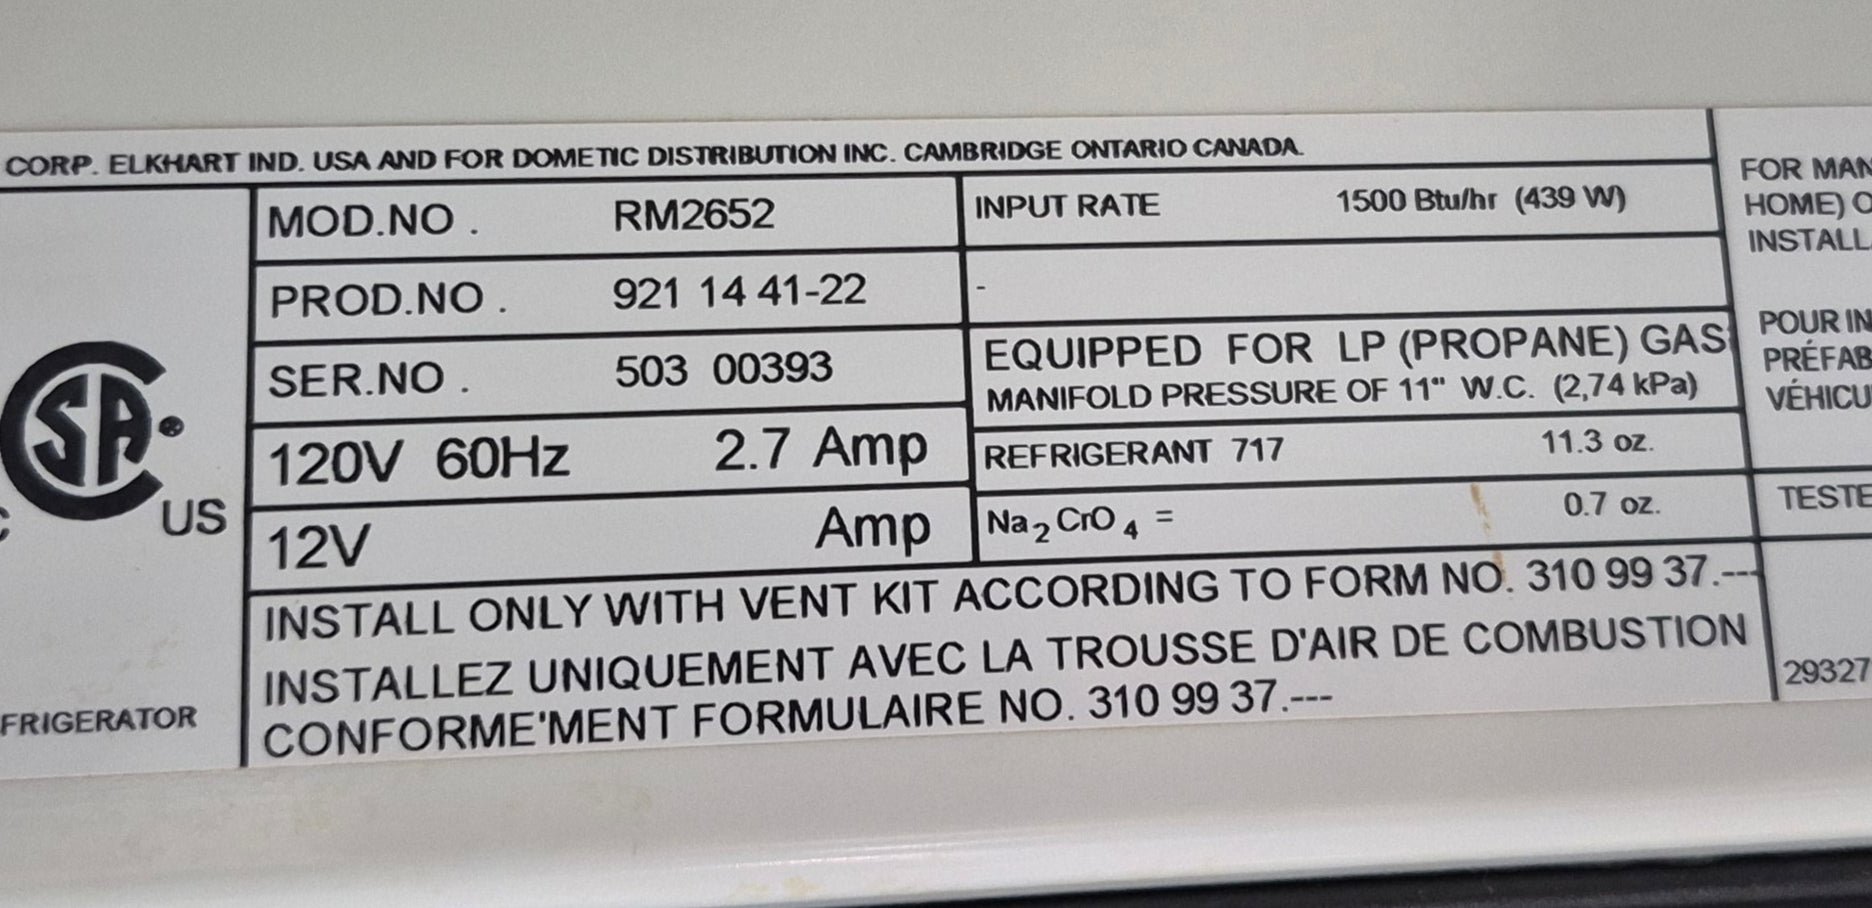 CORP. ELKHART IND. USA AND FOR DOMETIC DISTRIBUTION INC. CAMBRIDGE ONTARIO CANADA.
MOD.NO. RM2652
PROD.NO. 921 14 41-22
SER.NO. 503 00393
120V 60Hz 2.7 Amp
12V Amp
INPUT RATE 1500 Btu/hr (439 W)
-
EQUIPPED FOR LP (PROPANE) GAS
MANIFOLD PRESSURE OF 11" W.C. (2,74 kPa)
REFRIGERANT 717 11.3 oz.
Na2CrO4 = 0.7 oz.
INSTALL ONLY WITH VENT KIT ACCORDING TO FORM NO. 310 99 37.---
INSTALLEZ UNIQUEMENT AVEC LA TROUSSE D'AIR DE COMBUSTION
CONFORME'MENT FORMULAIRE NO. 310 99 37.---
SA
US
FRIGERATOR
FOR MAN
HOME) O
INSTALL
POUR IN
PRÉFAB
VÉHICU
TESTE
29327